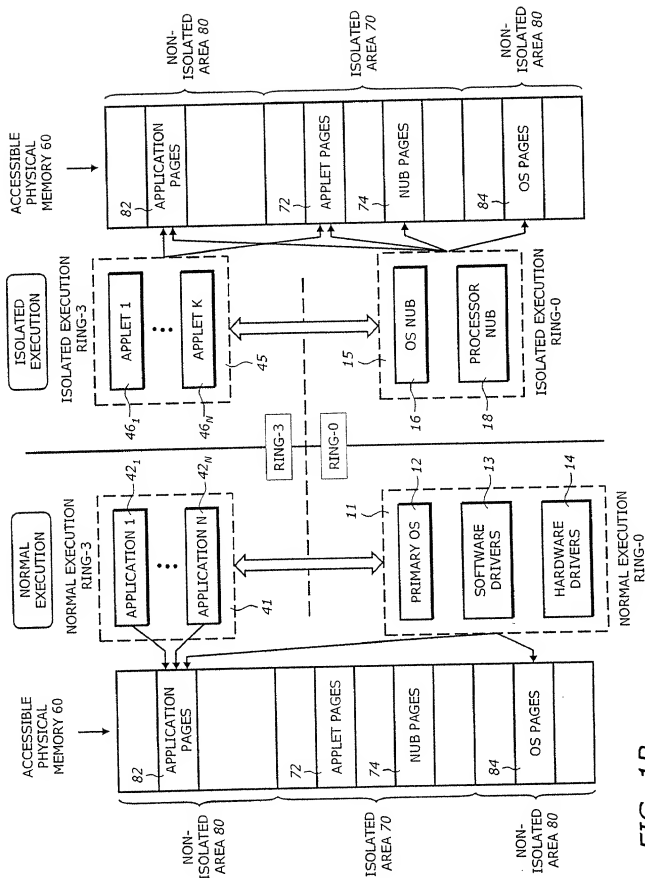 ACCESSIBLE
PHYSICAL
MEMORY 60
NORMAL
EXECUTION
ISOLATED
EXECUTION
ACCESSIBLE
PHYSICAL
MEMORY 60
NORMAL EXECUTION
RING-3
ISOLATED EXECUTION
RING-3
NON-
ISOLATED
AREA 80
82
APPLICATION
PAGES
APPLICATION 1
42₁
APPLICATION N
42N
41
46₁
APPLET 1
46N
APPLET K
45
82
APPLICATION
PAGES
NON-
ISOLATED
AREA 80
RING-3
RING-0
ISOLATED
AREA 70
72
APPLET PAGES
74
NUB PAGES
11
PRIMARY OS
12
SOFTWARE
DRIVERS
13
HARDWARE
DRIVERS
14
15
OS NUB
16
PROCESSOR
NUB
18
72
APPLET PAGES
74
NUB PAGES
ISOLATED
AREA 70
NON-
ISOLATED
AREA 80
84
OS PAGES
84
OS PAGES
NON-
ISOLATED
AREA 80
NORMAL EXECUTION
RING-0
ISOLATED EXECUTION
RING-0